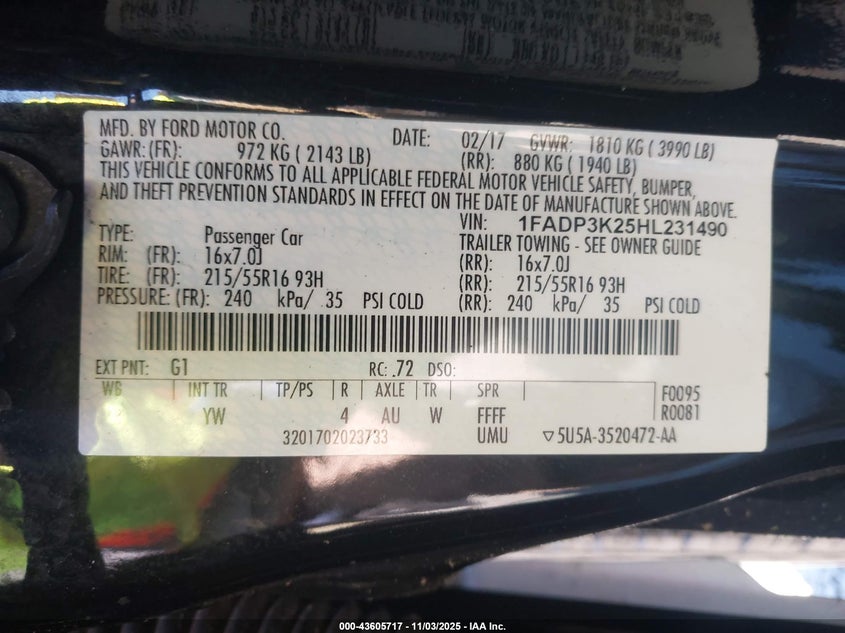 MFD. BY FORD MOTOR CO. DATE: 02/17 GVWR: 1810 KG ( 3990 LB)
GAWR: (FR): 972 KG ( 2143 LB) (RR): 880 KG ( 1940 LB)
THIS VEHICLE CONFORMS TO ALL APPLICABLE FEDERAL MOTOR VEHICLE SAFETY, BUMPER,
AND THEFT PREVENTION STANDARDS IN EFFECT ON THE DATE OF MANUFACTURE SHOWN ABOVE.
VIN: 1FADP3K25HL231490
TYPE: Passenger Car TRAILER TOWING - SEE OWNER GUIDE
RIM: (FR): 16x7.0J (RR): 16x7.0J
TIRE: (FR): 215/55R16 93H (RR): 215/55R16 93H
PRESSURE: (FR): 240 kPa/ 35 PSI COLD (RR): 240 kPa/ 35 PSI COLD
EXT PNT: G1 RC: .72 DSO:
WB INT TR TP/PS R AXLE TR SPR F0095
YW 4 AU W FFFF R0081
3201702023733 UMU ▽5U5A-3520472-AA
000-43605717 - 11/03/2025 - IAA Inc.